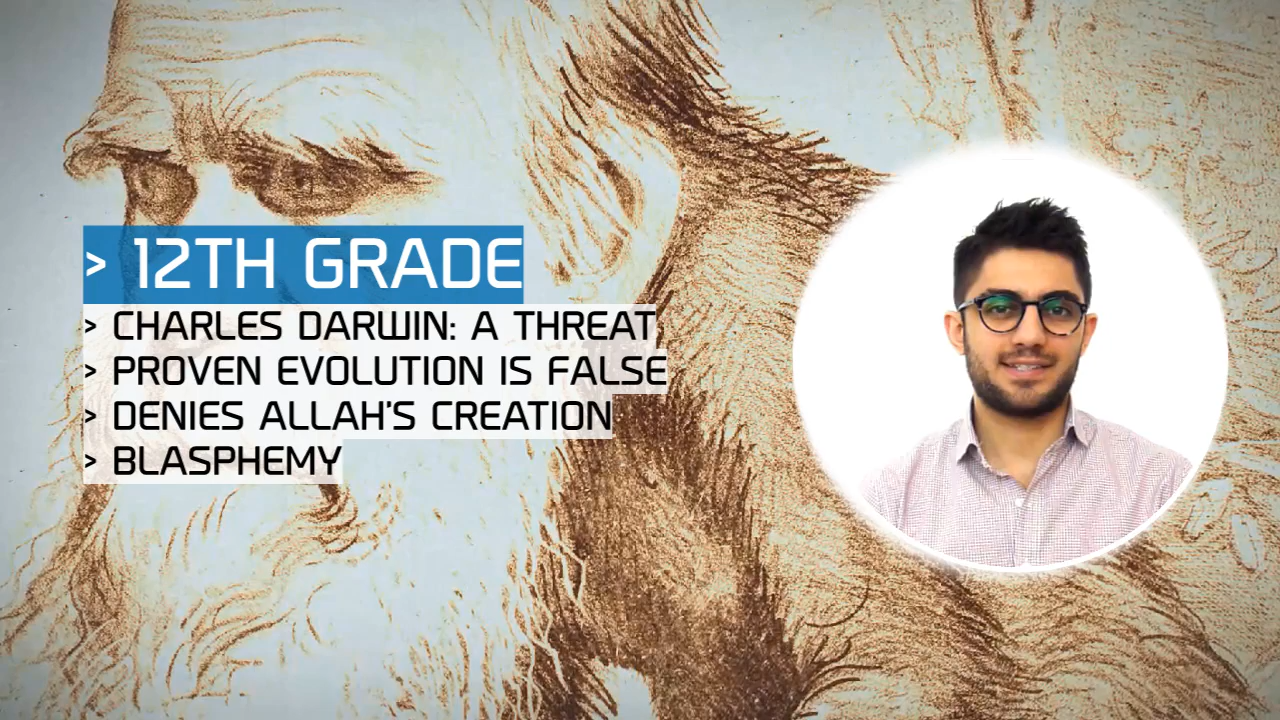 > 12TH GRADE
> CHARLES DARWIN: A THREAT
> PROVEN EVOLUTION IS FALSE
> DENIES ALLAH'S CREATION
> BLASPHEMY